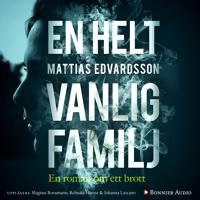 EN HELT
MATTIAS EDVARDSSON
VANLIG
FAMILJ
En roman om ett brott
UPPLÄSARE Magnus Roosmann, Rebecka Hemse & Johanna Lazcano
BONNIER AUDIO